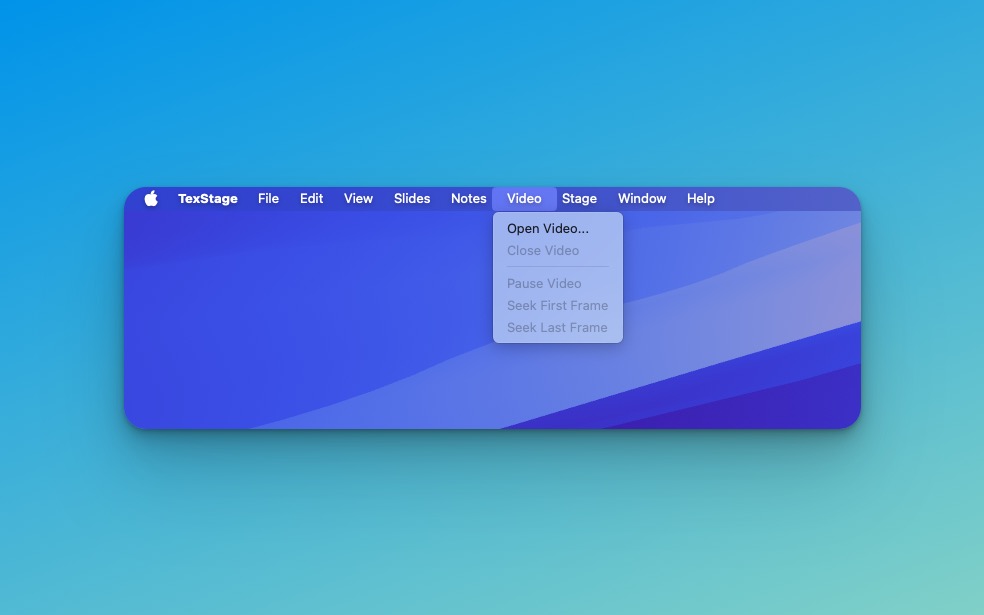 TexStage File Edit View Slides Notes Video Stage Window Help
Open Video...
Close Video
Pause Video
Seek First Frame
Seek Last Frame